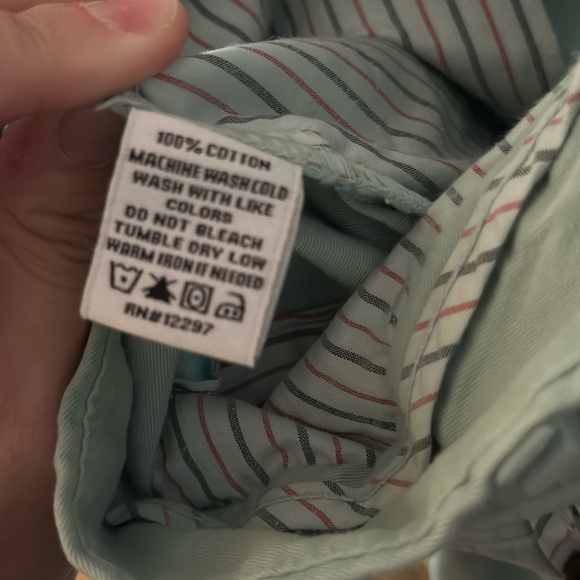 100% COTTON
MACHINE WASH COLD
WASH WITH LIKE
COLORS
DO NOT BLEACH
TUMBLE DRY LOW
WARM IRON IF NEEDED
RN#12297